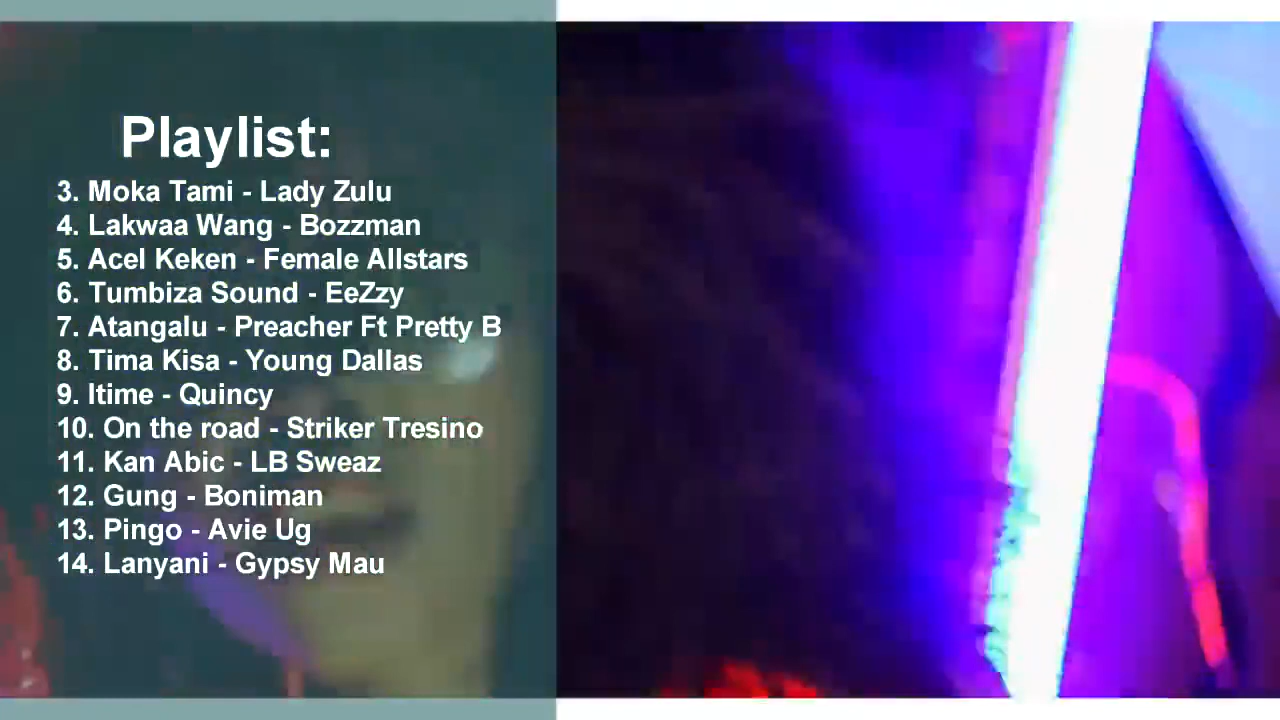 Playlist:
3. Moka Tami - Lady Zulu
4. Lakwaa Wang - Bozzman
5. Acel Keken - Female Allstars
6. Tumbiza Sound - EeZzy
7. Atangalu - Preacher Ft Pretty B
8. Tima Kisa - Young Dallas
9. Itime - Quincy
10. On the road - Striker Tresino
11. Kan Abic - LB Sweaz
12. Gung - Boniman
13. Pingo - Avie Ug
14. Lanyani - Gypsy Mau